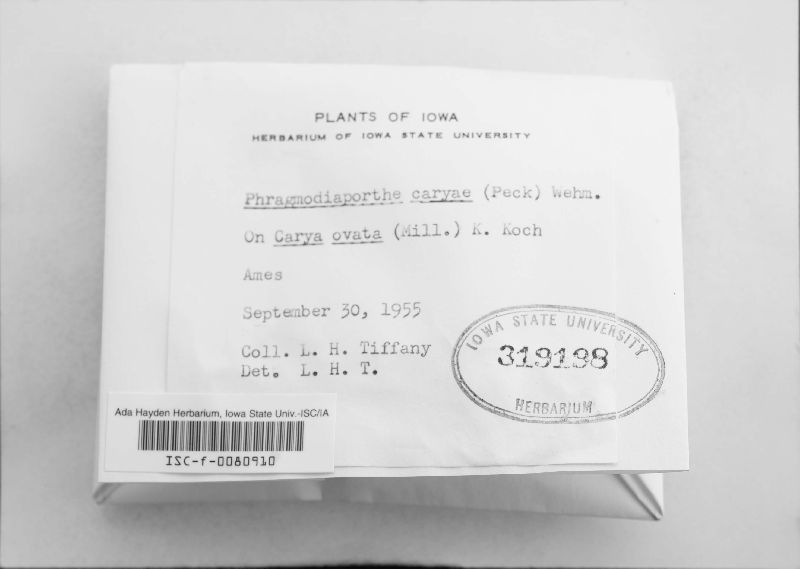 PLANTS OF IOWA
HERBARIUM OF IOWA STATE UNIVERSITY
Phragmodiaporthe caryae (Peck) Wehm.
On Carya ovata (Mill.) K. Koch
Ames
September 30, 1955
Coll. L. H. Tiffany
Det. L. H. T.
IOWA STATE UNIVERSITY
319198
HERBARIUM
Ada Hayden Herbarium, Iowa State Univ.-ISC/IA
ISC-f-0080910